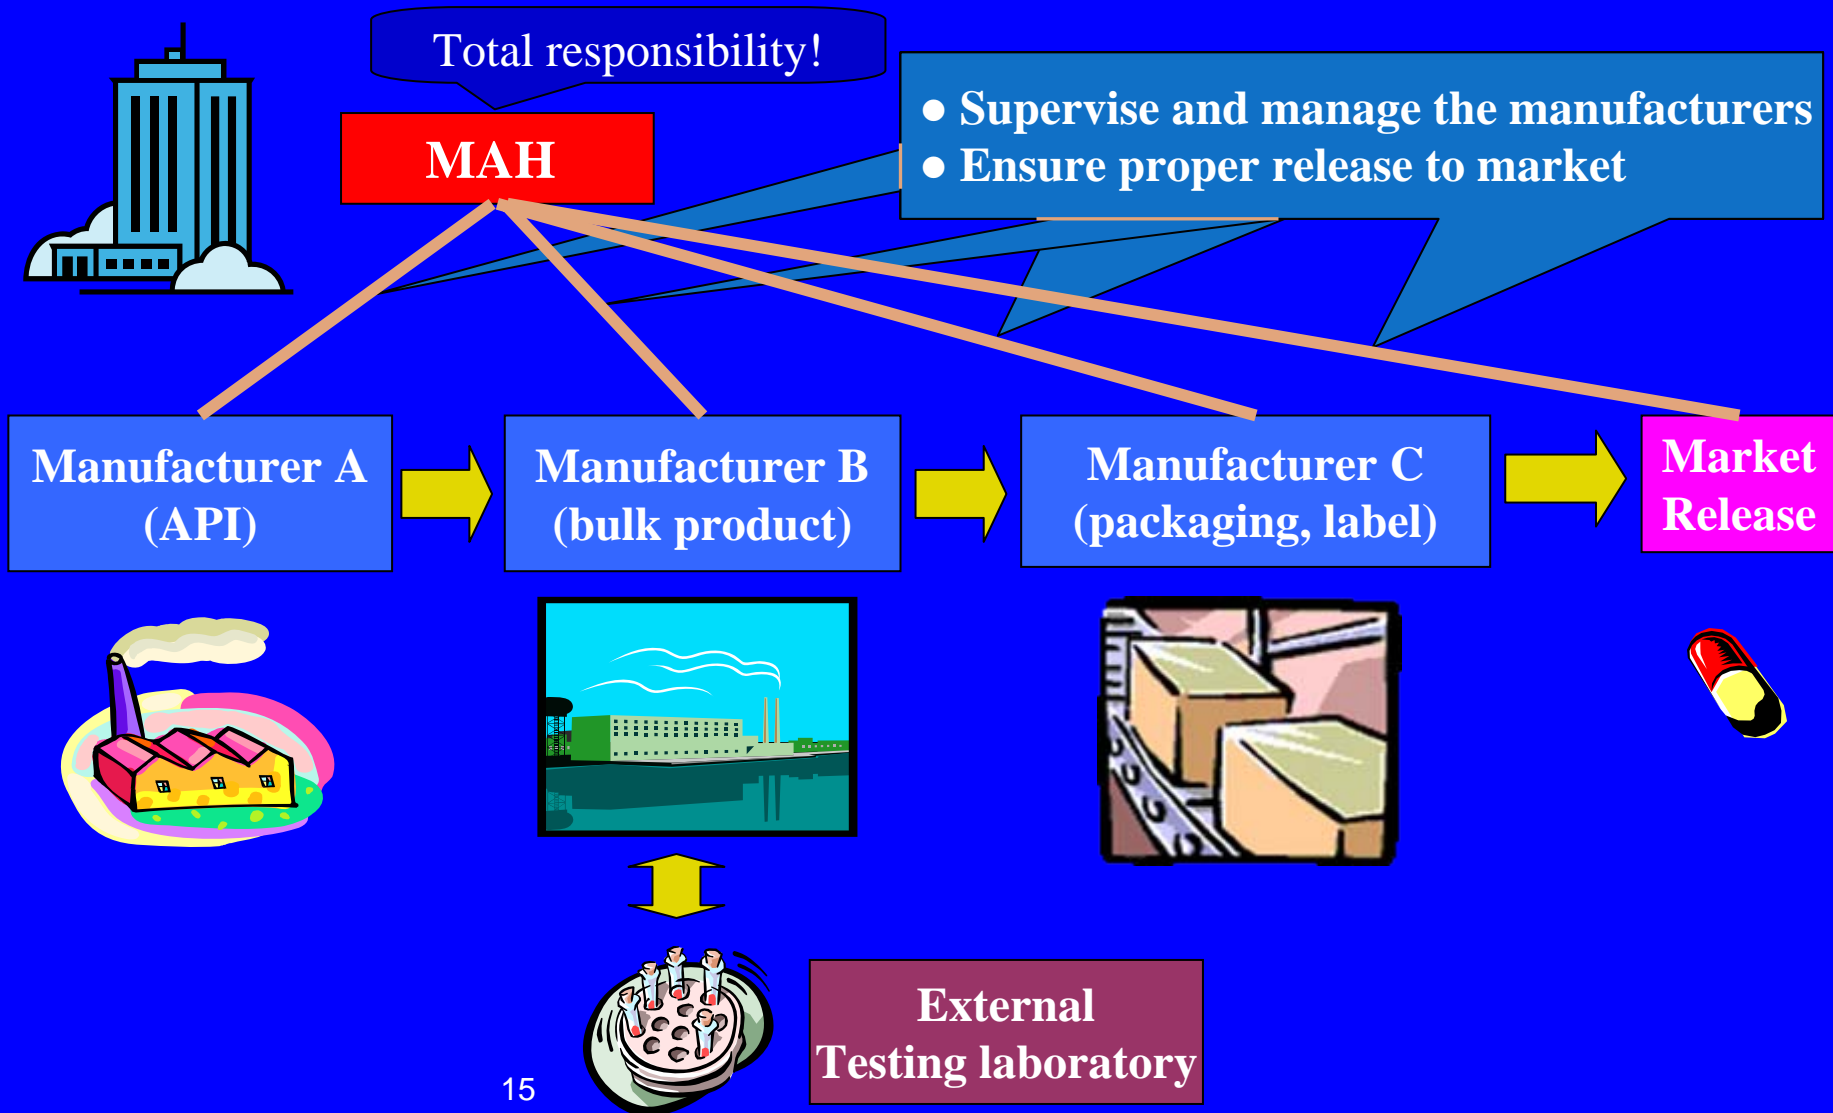 Total responsibility!
MAH
● Supervise and manage the manufacturers
● Ensure proper release to market
Manufacturer A
(API)
Manufacturer B
(bulk product)
Manufacturer C
(packaging, label)
Market
Release
External
Testing laboratory
15